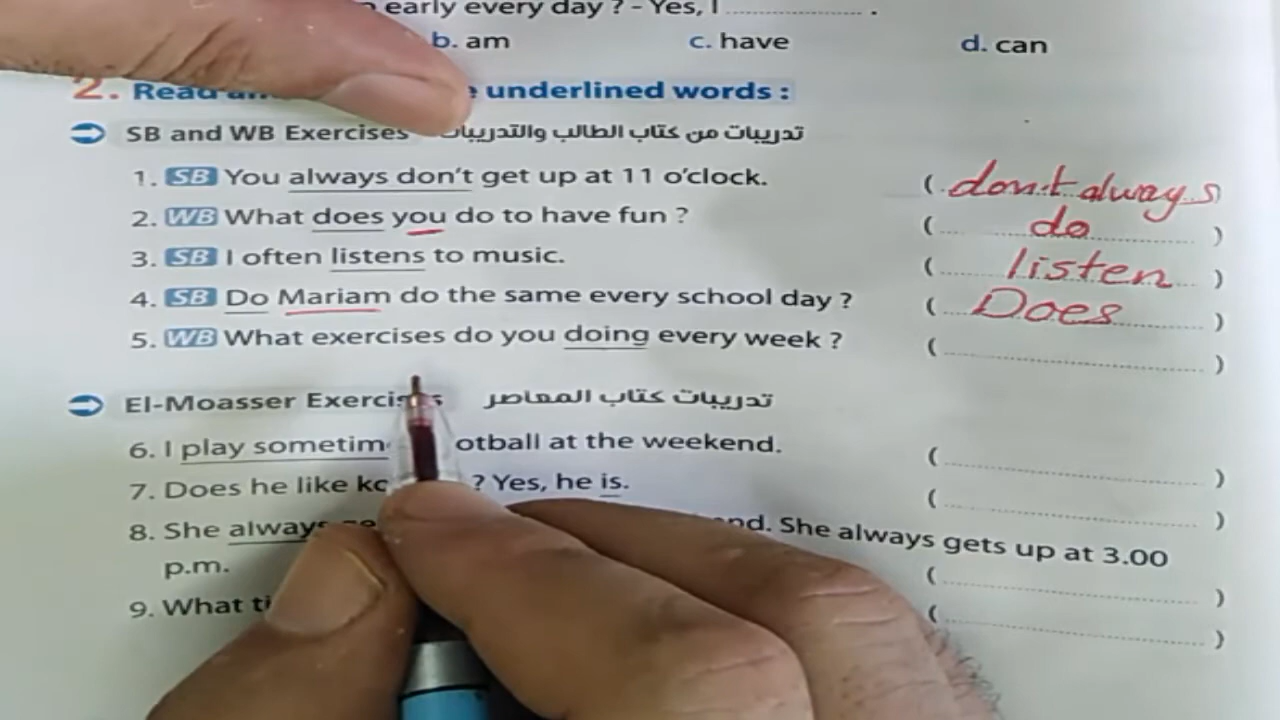 early every day ? - Yes, I .................... .
b. am c. have d. can
2. Read underlined words :
SB and WB Exercises تدريبات من كتاب الطالب والتدريبات
1. SB You always don't get up at 11 o'clock. ( don't always )
2. WB What does you do to have fun ? ( do )
3. SB I often listens to music. ( listen )
4. SB Do Mariam do the same every school day ? ( Does )
5. WB What exercises do you doing every week ? ( .................... )
El-Moasser Exercises تدريبات كتاب المعاصر
6. I play otball at the weekend. ( .................... )
7. Does he like ? Yes, he is. ( .................... )
8. She always She always gets up at 3.00
p.m. ( .................... )
9. What ( .................... )